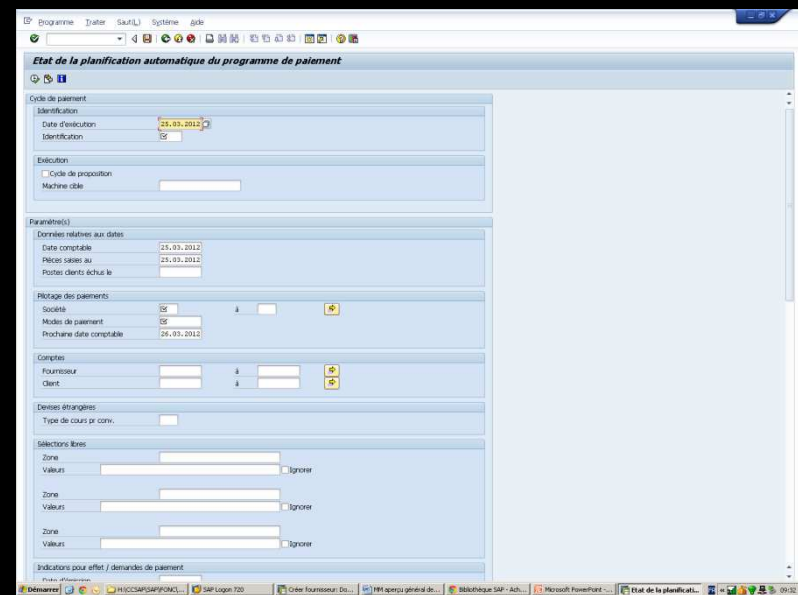 Programme Traiter Saut(L) Système Aide
Etat de la planification automatique du programme de paiement
Cycle de paiement
Identification
Date d'exécution 25.03.2012
Identification
Exécution
Cycle de proposition
Machine cible
Paramètre(s)
Données relatives aux dates
Date comptable 25.03.2012
Pièces saisies au 25.03.2012
Postes clients échus le
Pilotage des paiements
Société à
Modes de paiement
Prochaine date comptable 26.03.2012
Comptes
Fournisseur à
Client à
Devises étrangères
Type de cours pr conv.
Sélections libres
Zone
Valeurs Ignorer
Zone
Valeurs Ignorer
Zone
Valeurs Ignorer
Indications pour effet / demandes de paiement
Date d'émission
Démarrer H:\CCSAP\SAP\FONC\... SAP Logon 720 Créer fournisseur: Do... MM aperçu général de... Bibliothèque SAP - Ach... Microsoft PowerPoint -... Etat de la planificati... 09:32